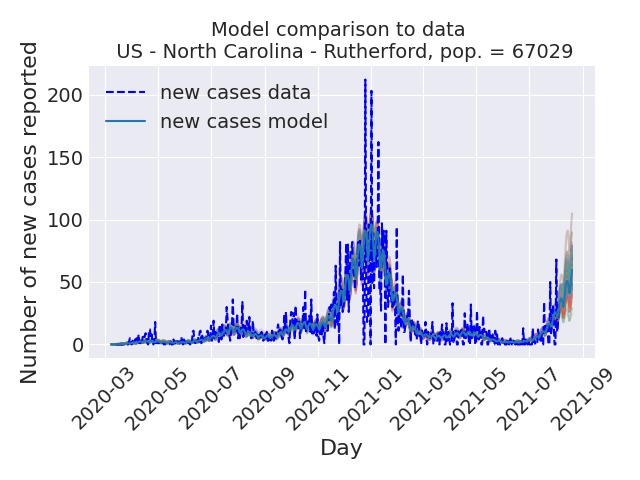 Model comparison to data
US - North Carolina - Rutherford, pop. = 67029
Number of new cases reported
200
150
100
50
0
new cases data
new cases model
2020-03
2020-05
2020-07
2020-09
2020-11
2021-01
2021-03
2021-05
2021-07
2021-09
Day